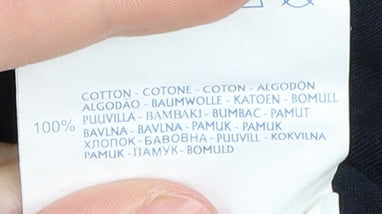 COTTON - COTONE - COTON - ALGODÓN
ALGODÃO - BAUMWOLLE - KATOEN - BOMULL
100% PUUVILLA - BAMBAKI - BUMBAC - PAMUT
BAVLNA - BAVLNA - PAMUK - PAMUK
ХЛОПОК - БАВОВНА - PUUVILL - KOKVILNA
PAMUK - ПАМУК - BOMULD